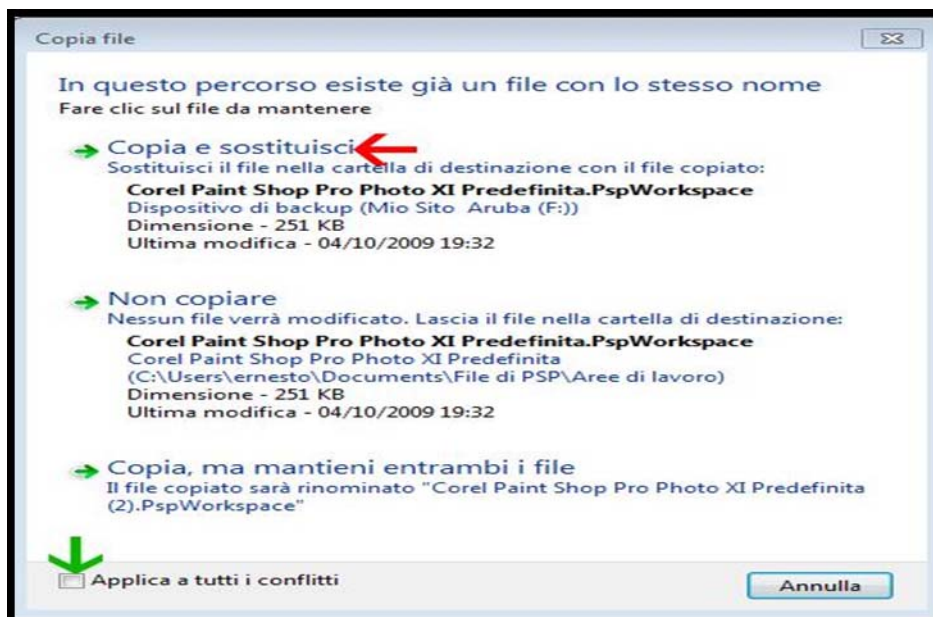 Copia file
In questo percorso esiste già un file con lo stesso nome
Fare clic sul file da mantenere
Copia e sostituisci
Sostituisci il file nella cartella di destinazione con il file copiato:
Corel Paint Shop Pro Photo XI Predefinita.PspWorkspace
Dispositivo di backup (Mio Sito Aruba (F:))
Dimensione - 251 KB
Ultima modifica - 04/10/2009 19:32
Non copiare
Nessun file verrà modificato. Lascia il file nella cartella di destinazione:
Corel Paint Shop Pro Photo XI Predefinita.PspWorkspace
Corel Paint Shop Pro Photo XI Predefinita
(C:\Users\ernesto\Documents\File di PSP\Aree di lavoro)
Dimensione - 251 KB
Ultima modifica - 04/10/2009 19:32
Copia, ma mantieni entrambi i file
Il file copiato sarà rinominato "Corel Paint Shop Pro Photo XI Predefinita
(2).PspWorkspace"
Applica a tutti i conflitti
Annulla